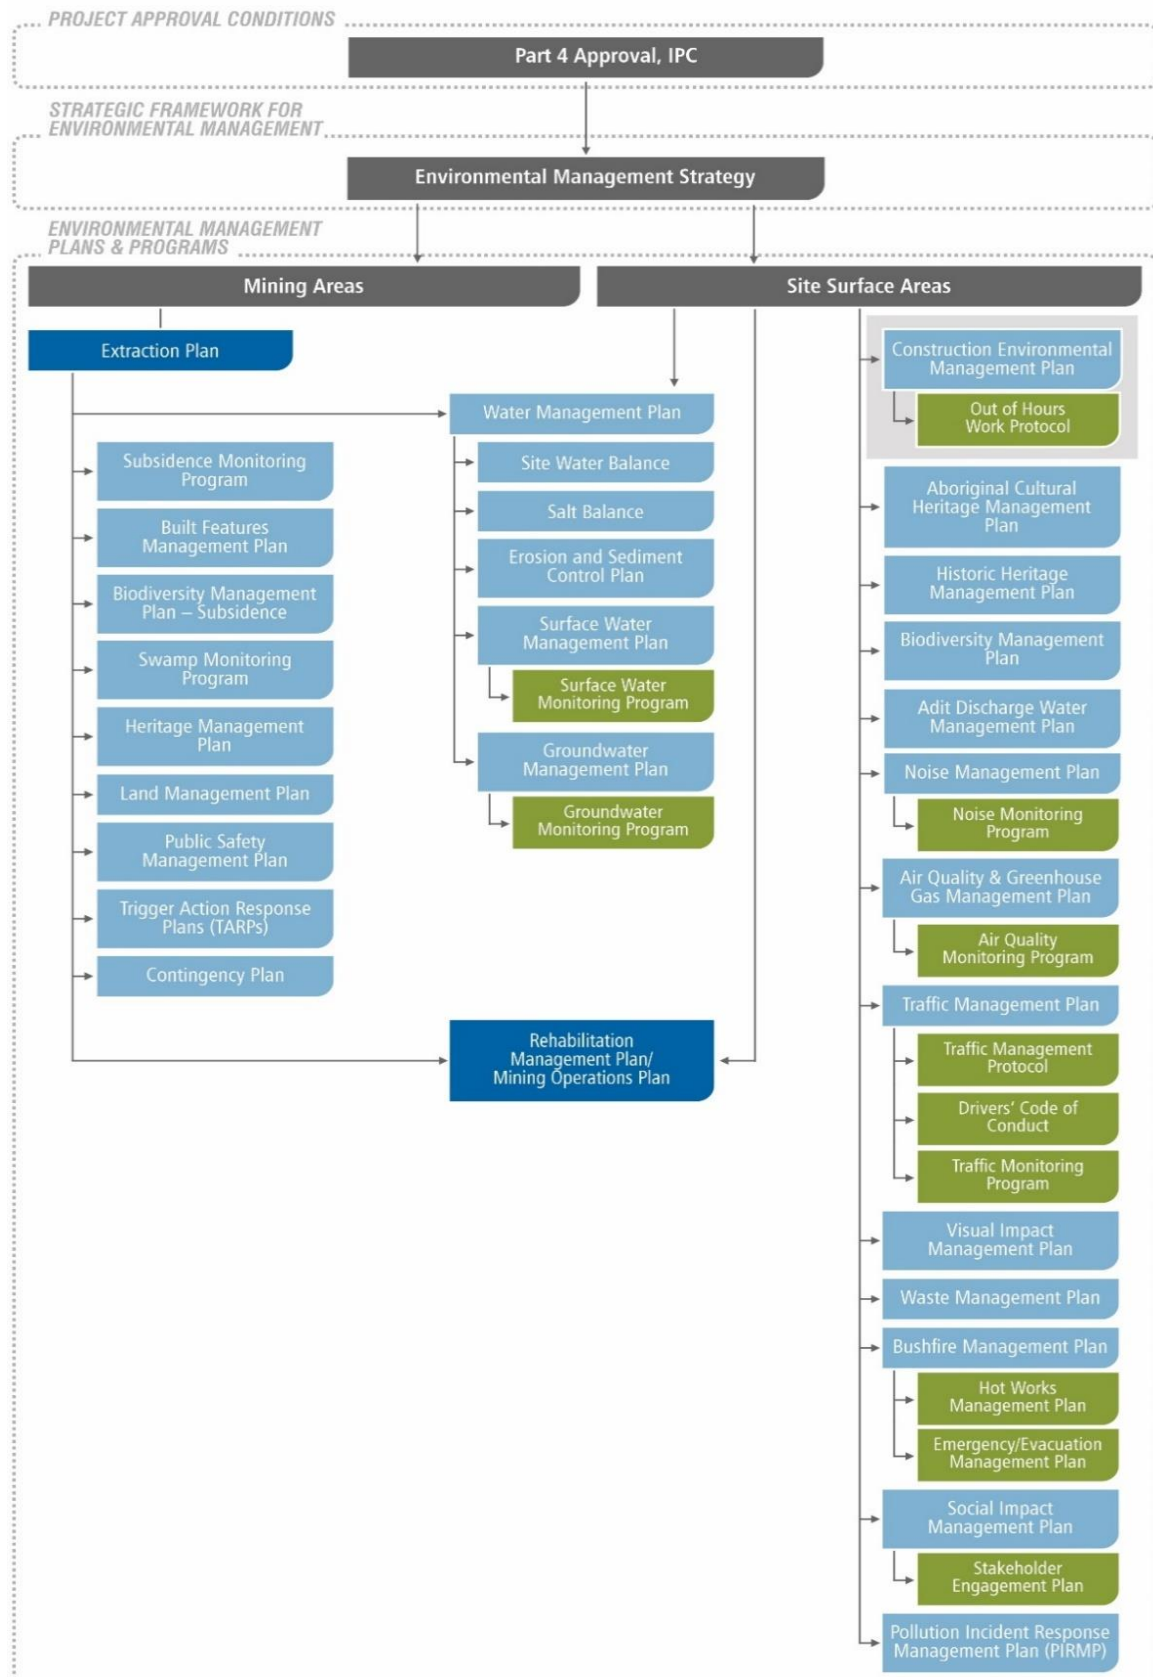 PROJECT APPROVAL CONDITIONS
Part 4 Approval, IPC
STRATEGIC FRAMEWORK FOR
ENVIRONMENTAL MANAGEMENT
Environmental Management Strategy
ENVIRONMENTAL MANAGEMENT
PLANS & PROGRAMS
Mining Areas
Extraction Plan
Subsidence Monitoring
Program
Built Features
Management Plan
Biodiversity Management
Plan – Subsidence
Swamp Monitoring
Program
Heritage Management
Plan
Land Management Plan
Public Safety
Management Plan
Trigger Action Response
Plans (TARPs)
Contingency Plan
Water Management Plan
Site Water Balance
Salt Balance
Erosion and Sediment
Control Plan
Surface Water
Management Plan
Surface Water
Monitoring Program
Groundwater
Management Plan
Groundwater
Monitoring Program
Rehabilitation
Management Plan/
Mining Operations Plan
Site Surface Areas
Construction Environmental
Management Plan
Out of Hours
Work Protocol
Aboriginal Cultural
Heritage Management
Plan
Historic Heritage
Management Plan
Biodiversity Management
Plan
Adit Discharge Water
Management Plan
Noise Management Plan
Noise Monitoring
Program
Air Quality & Greenhouse
Gas Management Plan
Air Quality
Monitoring Program
Traffic Management Plan
Traffic Management
Protocol
Drivers' Code of
Conduct
Traffic Monitoring
Program
Visual Impact
Management Plan
Waste Management Plan
Bushfire Management Plan
Hot Works
Management Plan
Emergency/Evacuation
Management Plan
Social Impact
Management Plan
Stakeholder
Engagement Plan
Pollution Incident Response
Management Plan (PIRMP)